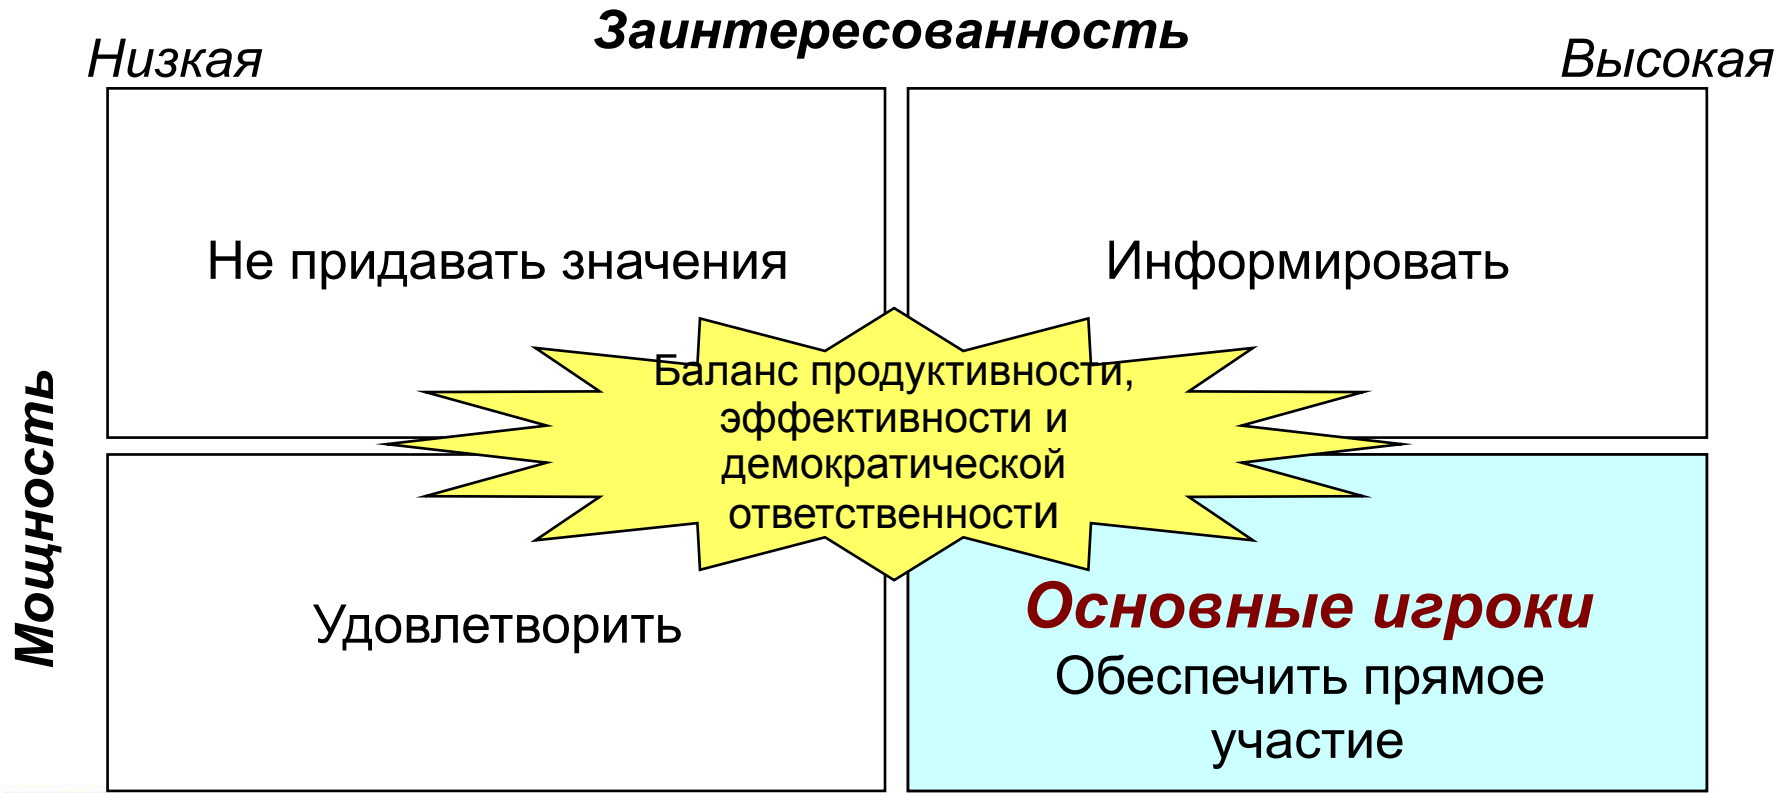 Заинтересованность
Низкая
Высокая
Не придавать значения
Информировать
Баланс продуктивности,
эффективности и
демократической
ответственности
Мощность
Удовлетворить
Основные игроки
Обеспечить прямое
участие